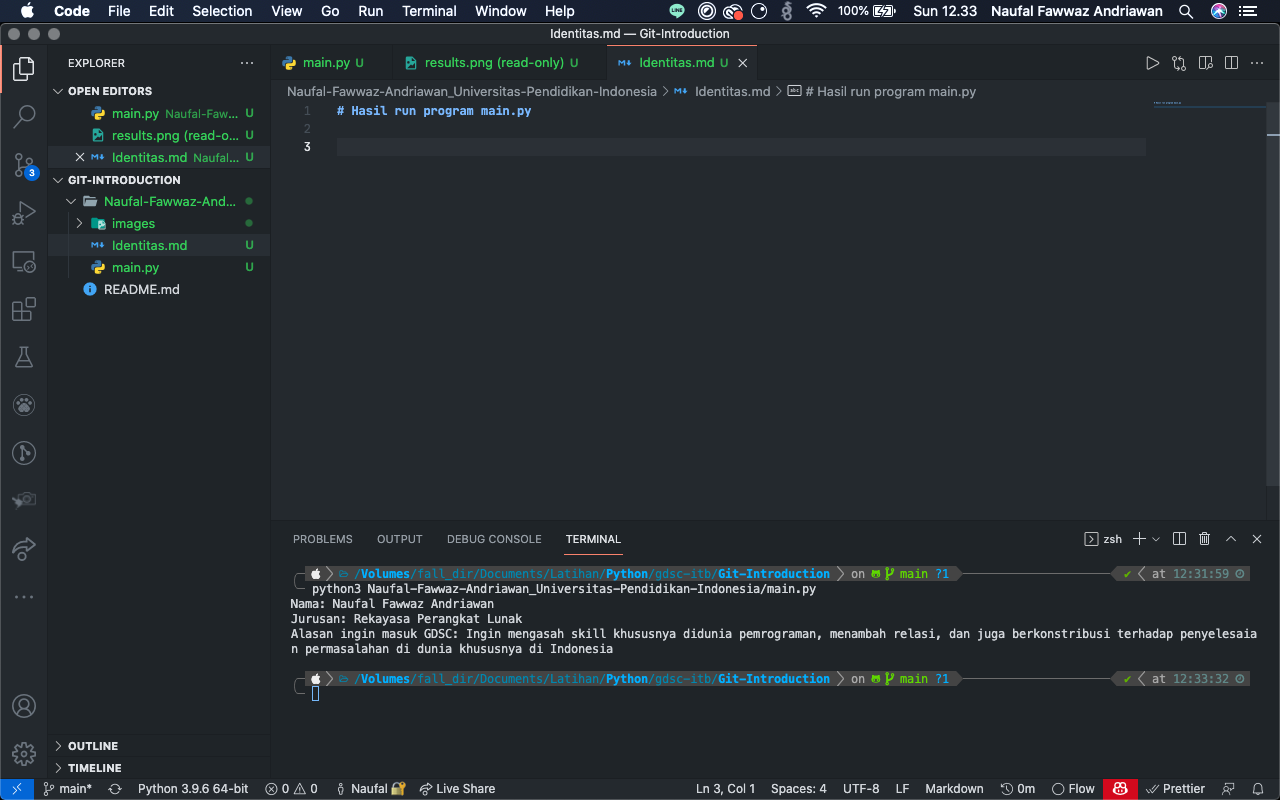 Code File Edit Selection View Go Run Terminal Window Help LINE 100% Sun 12.33 Naufal Fawwaz Andriawan
Identitas.md — Git-Introduction
EXPLORER
OPEN EDITORS
main.py Naufal-Faw... U
results.png (read-o... U
Identitas.md Naufal... U
GIT-INTRODUCTION
Naufal-Fawwaz-And...
images
Identitas.md U
main.py U
README.md
3
OUTLINE
TIMELINE
main.py U results.png (read-only) U Identitas.md U
Naufal-Fawwaz-Andriawan_Universitas-Pendidikan-Indonesia > Identitas.md > # Hasil run program main.py
1 # Hasil run program main.py
2
3
PROBLEMS OUTPUT DEBUG CONSOLE TERMINAL zsh
/Volumes/fall_dir/Documents/Latihan/Python/gdsc-itb/Git-Introduction on main ?1 ✔ at 12:31:59
python3 Naufal-Fawwaz-Andriawan_Universitas-Pendidikan-Indonesia/main.py
Nama: Naufal Fawwaz Andriawan
Jurusan: Rekayasa Perangkat Lunak
Alasan ingin masuk GDSC: Ingin mengasah skill khususnya didunia pemrograman, menambah relasi, dan juga berkonstribusi terhadap penyelesaia
n permasalahan di dunia khususnya di Indonesia
/Volumes/fall_dir/Documents/Latihan/Python/gdsc-itb/Git-Introduction on main ?1 ✔ at 12:33:32
main* Python 3.9.6 64-bit 0 0 Naufal Live Share Ln 3, Col 1 Spaces: 4 UTF-8 LF Markdown 0m Flow Prettier